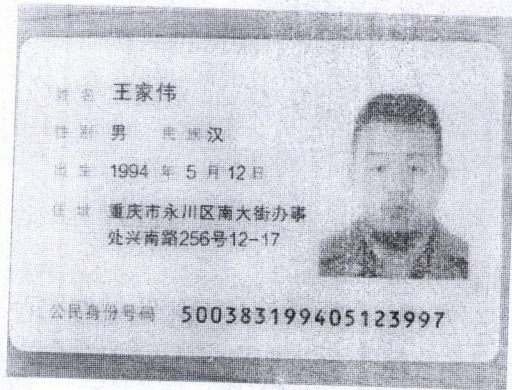 姓名 王家伟
性别 男 民族 汉
出生 1994 年 5 月 12 日
住址 重庆市永川区南大街办事
处兴南路256号12-17
公民身份号码 500383199405123997